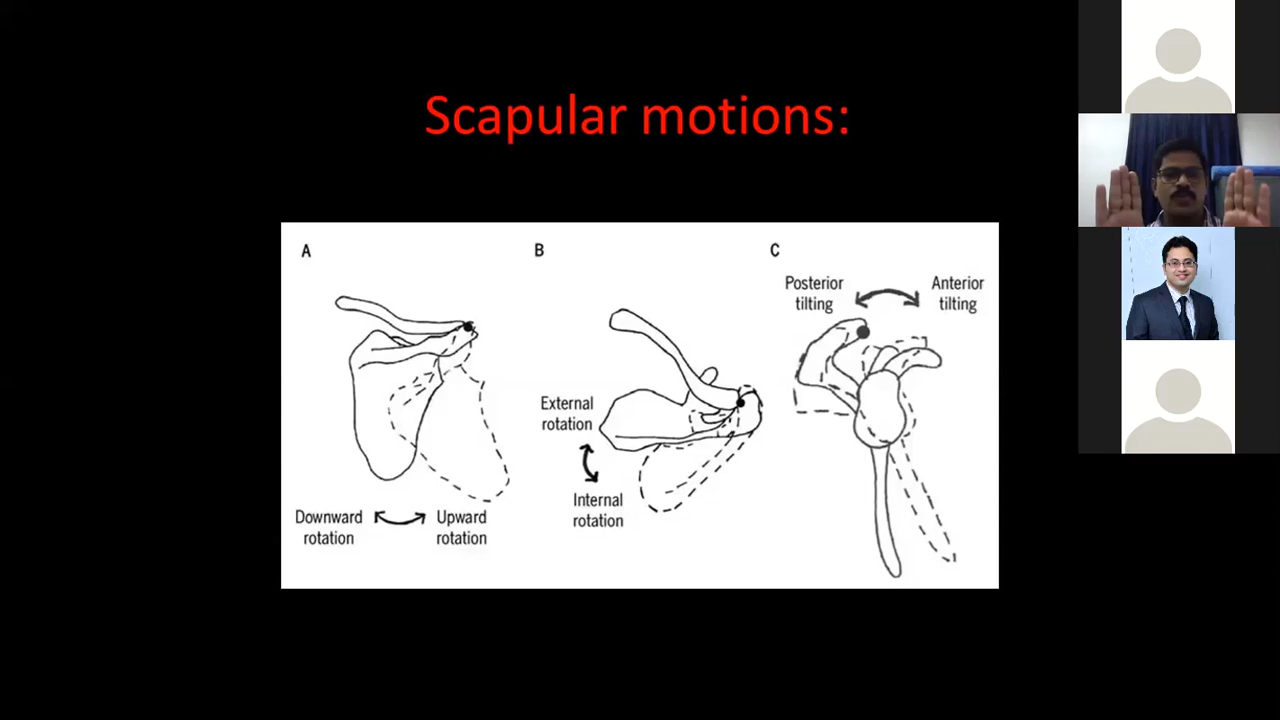 Scapular motions:
A
B
C
Posterior
tilting
Anterior
tilting
External
rotation
Internal
rotation
Downward
rotation
Upward
rotation